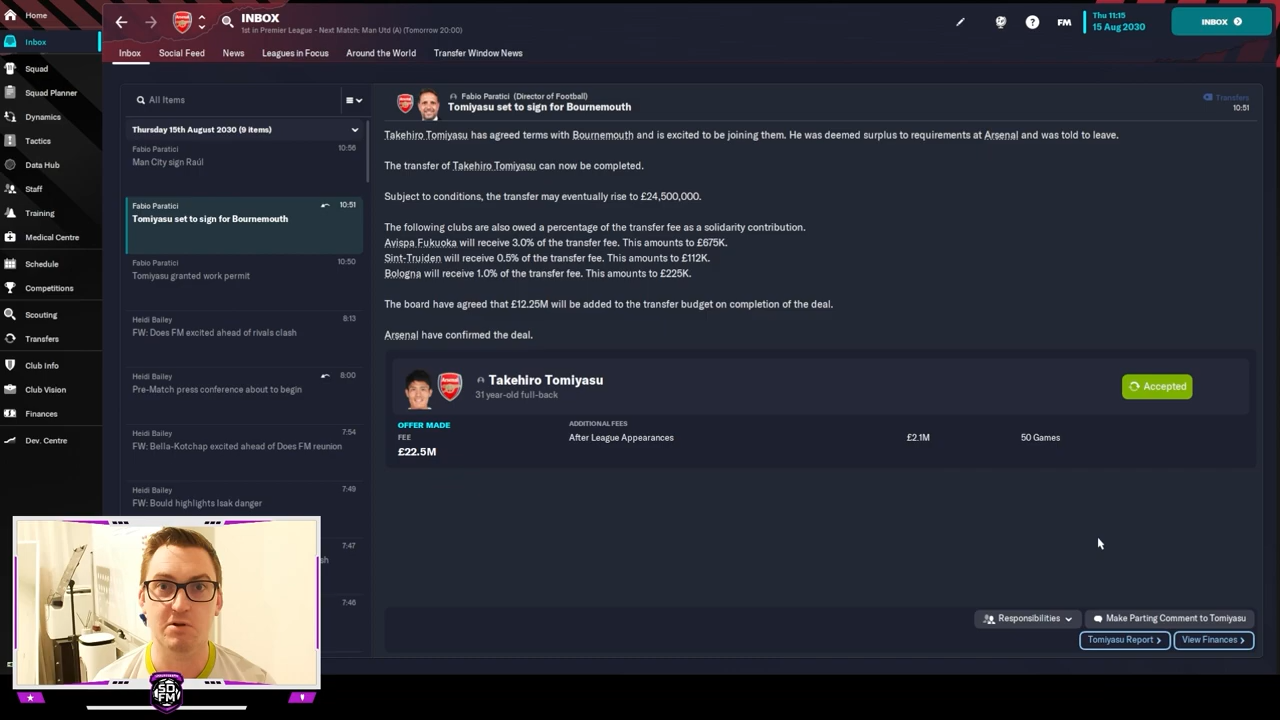 Home
Inbox
Squad
Squad Planner
Dynamics
Tactics
Data Hub
Staff
Training
Medical Centre
Schedule
Competitions
Scouting
Transfers
Club Info
Club Vision
Finances
Dev. Centre
INBOX
1st in Premier League - Next Match: Man Utd (A) (Tomorrow 20:00)
FM
Thu 11:15
15 Aug 2030
INBOX
Inbox
Social Feed
News
Leagues in Focus
Around the World
Transfer Window News
All Items
Thursday 15th August 2030 (9 items)
Fabio Paratici 10:56
Man City sign Raúl
Fabio Paratici 10:51
Tomiyasu set to sign for Bournemouth
Fabio Paratici 10:50
Tomiyasu granted work permit
Heidi Bailey 8:13
FW: Does FM excited ahead of rivals clash
Heidi Bailey 8:00
Pre-Match press conference about to begin
Heidi Bailey 7:54
FW: Bella-Kotchap excited ahead of Does FM reunion
Heidi Bailey 7:49
FW: Bould highlights Isak danger
7:47
sh
7:46
Fabio Paratici (Director of Football)
Tomiyasu set to sign for Bournemouth
Transfers
10:51
Takehiro Tomiyasu has agreed terms with Bournemouth and is excited to be joining them. He was deemed surplus to requirements at Arsenal and was told to leave.
The transfer of Takehiro Tomiyasu can now be completed.
Subject to conditions, the transfer may eventually rise to £24,500,000.
The following clubs are also owed a percentage of the transfer fee as a solidarity contribution.
Avispa Fukuoka will receive 3.0% of the transfer fee. This amounts to £675K.
Sint-Truiden will receive 0.5% of the transfer fee. This amounts to £112K.
Bologna will receive 1.0% of the transfer fee. This amounts to £225K.
The board have agreed that £12.25M will be added to the transfer budget on completion of the deal.
Arsenal have confirmed the deal.
Takehiro Tomiyasu
31 year-old full-back
Accepted
OFFER MADE
FEE
£22.5M
ADDITIONAL FEES
After League Appearances £2.1M 50 Games
Responsibilities
Make Parting Comment to Tomiyasu
Tomiyasu Report
View Finances
SDFM